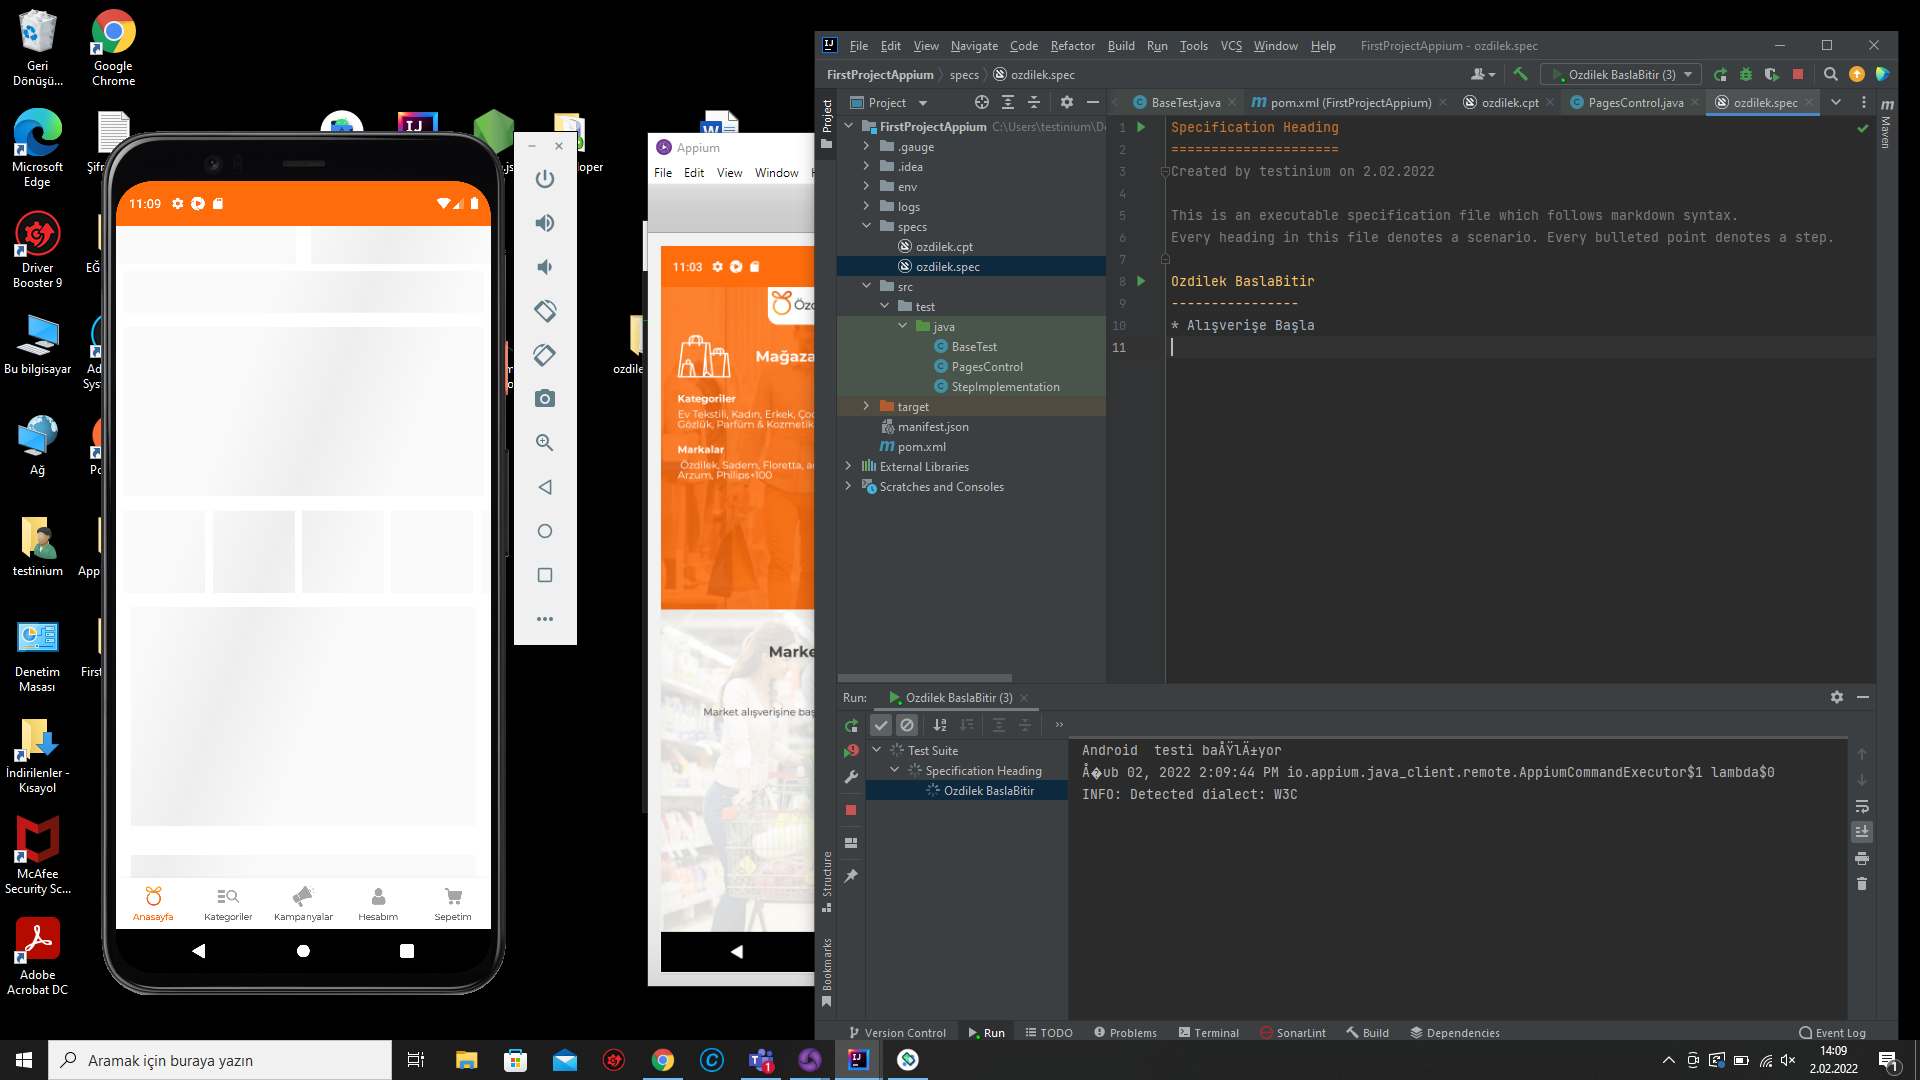 Geri
Dönüşü...
Google
Chrome
Microsoft
Edge
Şifr
Driver
Booster 9
EĞ
Bu bilgisayar
Ad
Syst
ozdile
Ağ
Po
testinium
App
Denetim
Masası
First
İndirilenler -
Kısayol
McAfee
Security Sc...
Adobe
Acrobat DC
.js
loper
11:09
Anasayfa
Kategoriler
Kampanyalar
Hesabım
Sepetim
Appium
File Edit View Window
11:03
Özd
Mağaza
Kategoriler
Ev Tekstili, Kadın, Erkek, Çoc
Gözlük, Parfüm & Kozmetik
Markalar
Özdilek, Sadem, Floretta, a
Arzum, Philips+100
Marke
Market alışverişine baş
File Edit View Navigate Code Refactor Build Run Tools VCS Window Help FirstProjectAppium - ozdilek.spec
FirstProjectAppium specs ozdilek.spec
Ozdilek BaslaBitir (3)
Project
BaseTest.java pom.xml (FirstProjectAppium) ozdilek.cpt PagesControl.java ozdilek.spec
Project
Maven
FirstProjectAppium C:\Users\testinium\De
.gauge
.idea
env
logs
specs
ozdilek.cpt
ozdilek.spec
src
test
java
BaseTest
PagesControl
StepImplementation
target
manifest.json
pom.xml
External Libraries
Scratches and Consoles
1 Specification Heading
2 =====================
3 Created by testinium on 2.02.2022
4
5 This is an executable specification file which follows markdown syntax.
6 Every heading in this file denotes a scenario. Every bulleted point denotes a step.
7
8 Ozdilek BaslaBitir
9 ----------------
10 * Alışverişe Başla
11
Run: Ozdilek BaslaBitir (3)
Test Suite
Specification Heading
Ozdilek BaslaBitir
Android  testi baÅŸlÄ±yor
Å�ub 02, 2022 2:09:44 PM io.appium.java_client.remote.AppiumCommandExecutor$1 lambda$0
INFO: Detected dialect: W3C
Structure
Bookmarks
Version Control Run TODO Problems Terminal SonarLint Build Dependencies Event Log
Aramak için buraya yazın
1
14:09
2.02.2022
1